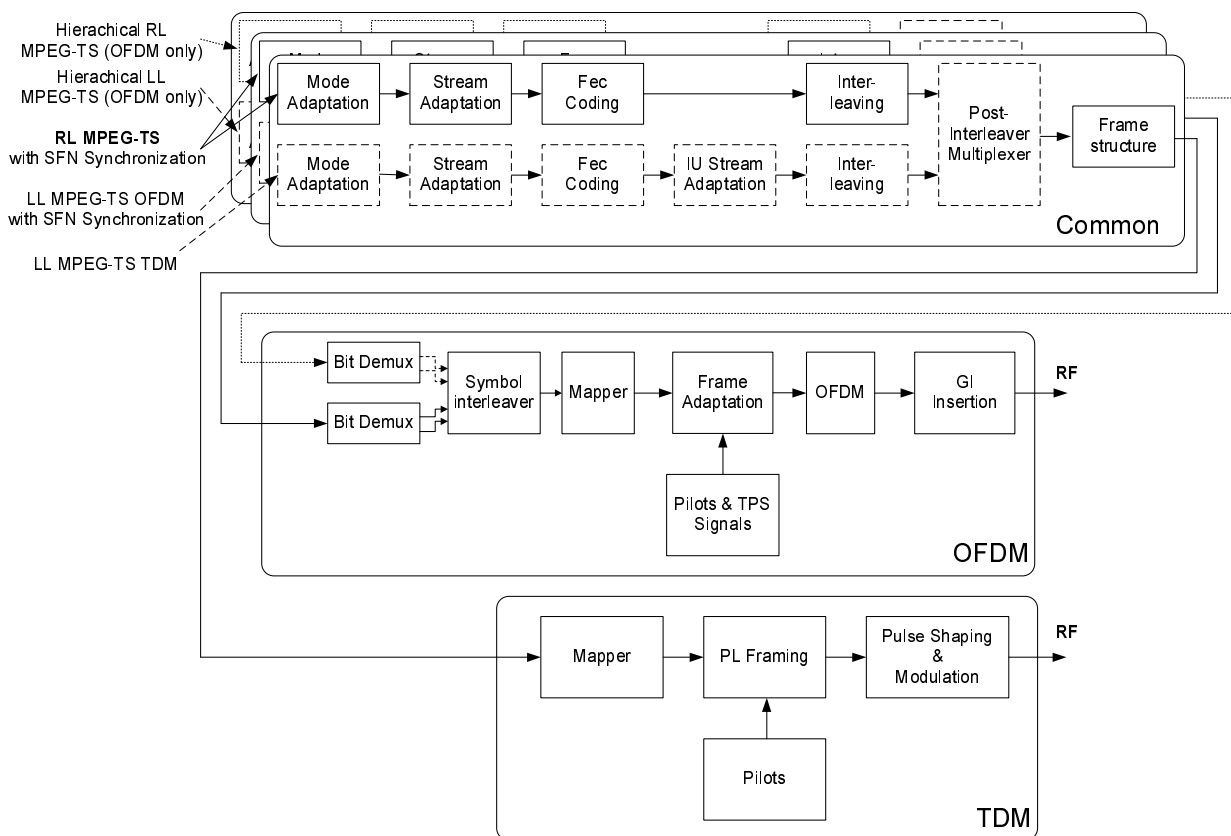 Hierachical RL
MPEG-TS (OFDM only)
Hierachical LL
MPEG-TS (OFDM only)
RL MPEG-TS
with SFN Synchronization
LL MPEG-TS OFDM
with SFN Synchronization
LL MPEG-TS TDM
Mode
Adaptation
Stream
Adaptation
Fec
Coding
Inter-
leaving
Post-
Interleaver
Multiplexer
Frame
structure
Mode
Adaptation
Stream
Adaptation
Fec
Coding
IU Stream
Adaptation
Inter-
leaving
Common
Bit Demux
Bit Demux
Symbol
interleaver
Mapper
Frame
Adaptation
OFDM
GI
Insertion
RF
Pilots & TPS
Signals
OFDM
Mapper
PL Framing
Pulse Shaping
&
Modulation
RF
Pilots
TDM